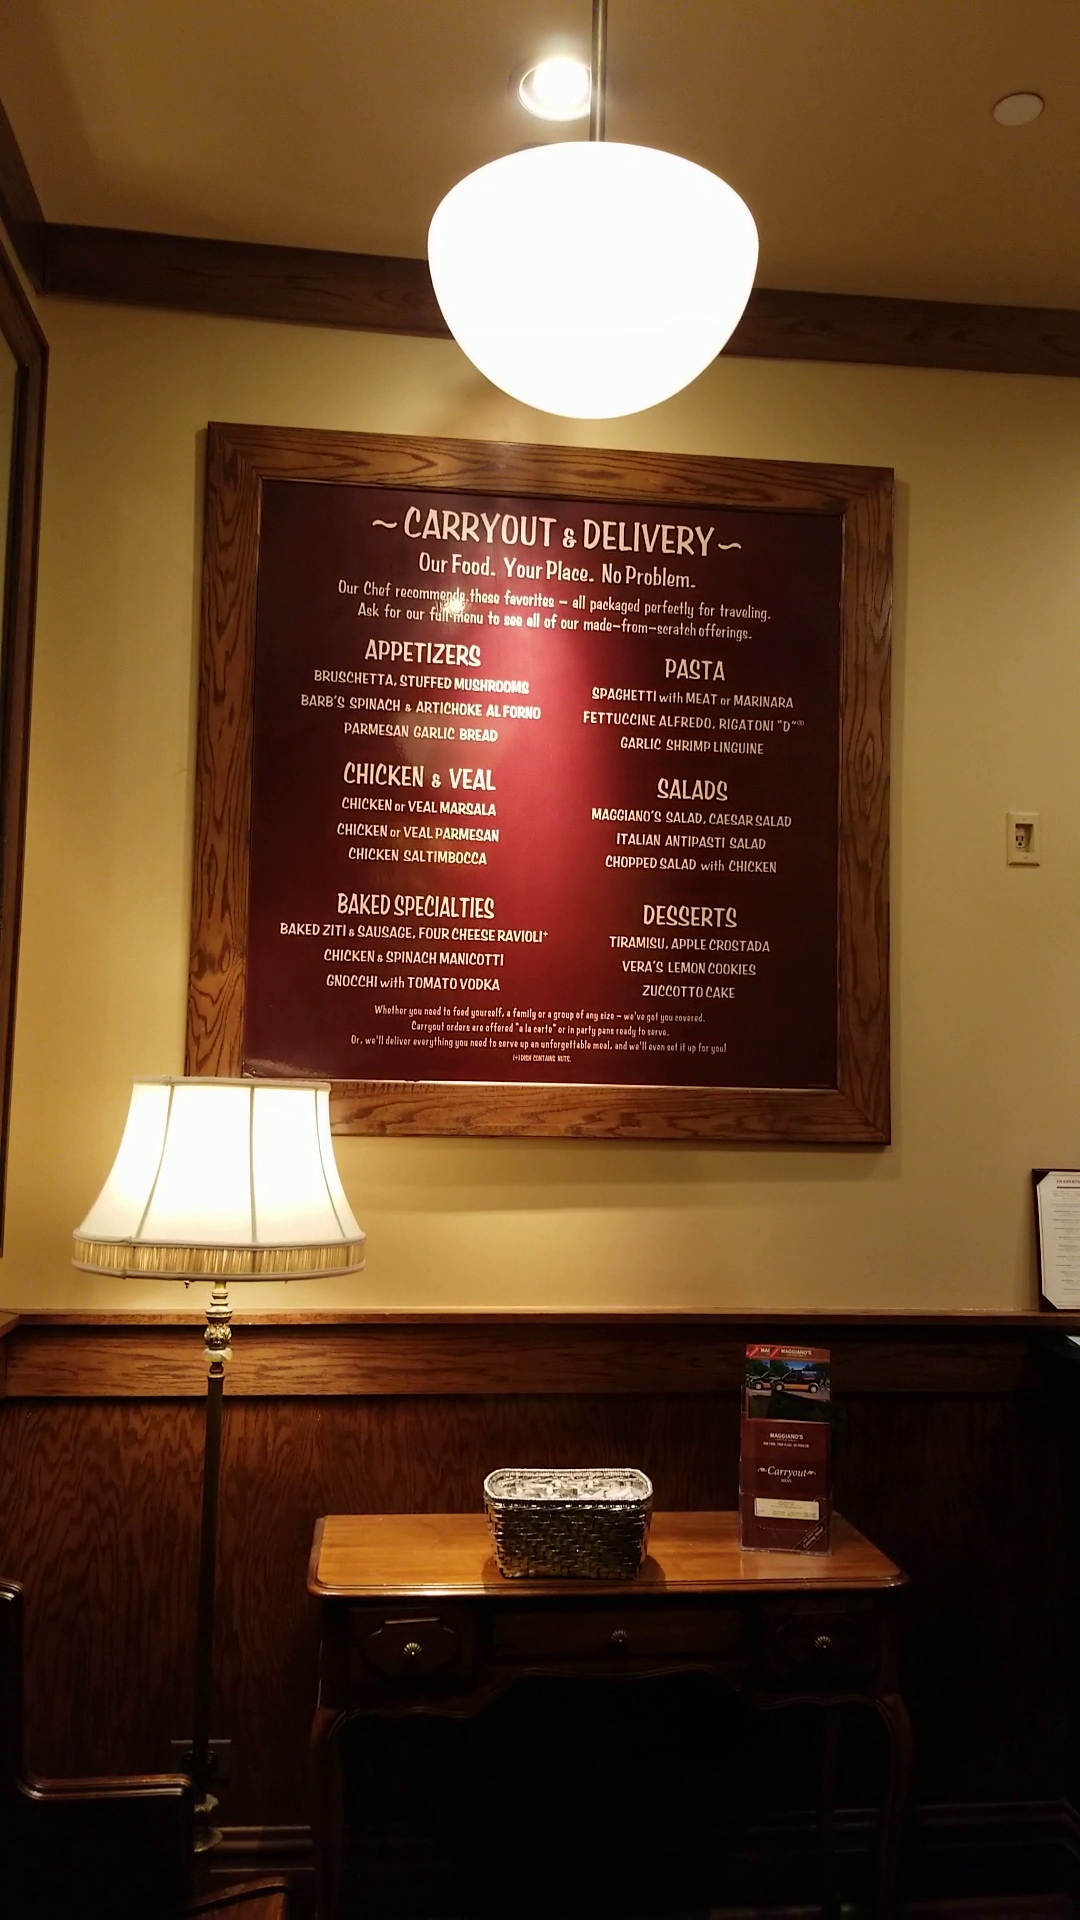 ~ CARRYOUT & DELIVERY ~
Our Food. Your Place. No Problem.
Our Chef recommends these favorites – all packaged perfectly for traveling.
Ask for our full menu to see all of our made-from-scratch offerings.
APPETIZERS
BRUSCHETTA, STUFFED MUSHROOMS
BARB'S SPINACH & ARTICHOKE AL FORNO
PARMESAN GARLIC BREAD
CHICKEN & VEAL
CHICKEN or VEAL MARSALA
CHICKEN or VEAL PARMESAN
CHICKEN SALTIMBOCCA
BAKED SPECIALTIES
BAKED ZITI & SAUSAGE, FOUR CHEESE RAVIOLI+
CHICKEN & SPINACH MANICOTTI
GNOCCHI with TOMATO VODKA
PASTA
SPAGHETTI with MEAT or MARINARA
FETTUCCINE ALFREDO, RIGATONI "D"®
GARLIC SHRIMP LINGUINE
SALADS
MAGGIANO'S SALAD, CAESAR SALAD
ITALIAN ANTIPASTI SALAD
CHOPPED SALAD with CHICKEN
DESSERTS
TIRAMISU, APPLE CROSTADA
VERA'S LEMON COOKIES
ZUCCOTTO CAKE
Whether you need to feed yourself, a family or a group of any size – we've got you covered.
Carryout orders are offered "a la carte" or in party pans ready to serve.
Or, we'll deliver everything you need to serve up an unforgettable meal, and we'll even set it up for you!
(+) DISH CONTAINS NUTS.
MAGGIANO'S
MAGGIANO'S
Carryout
MENU